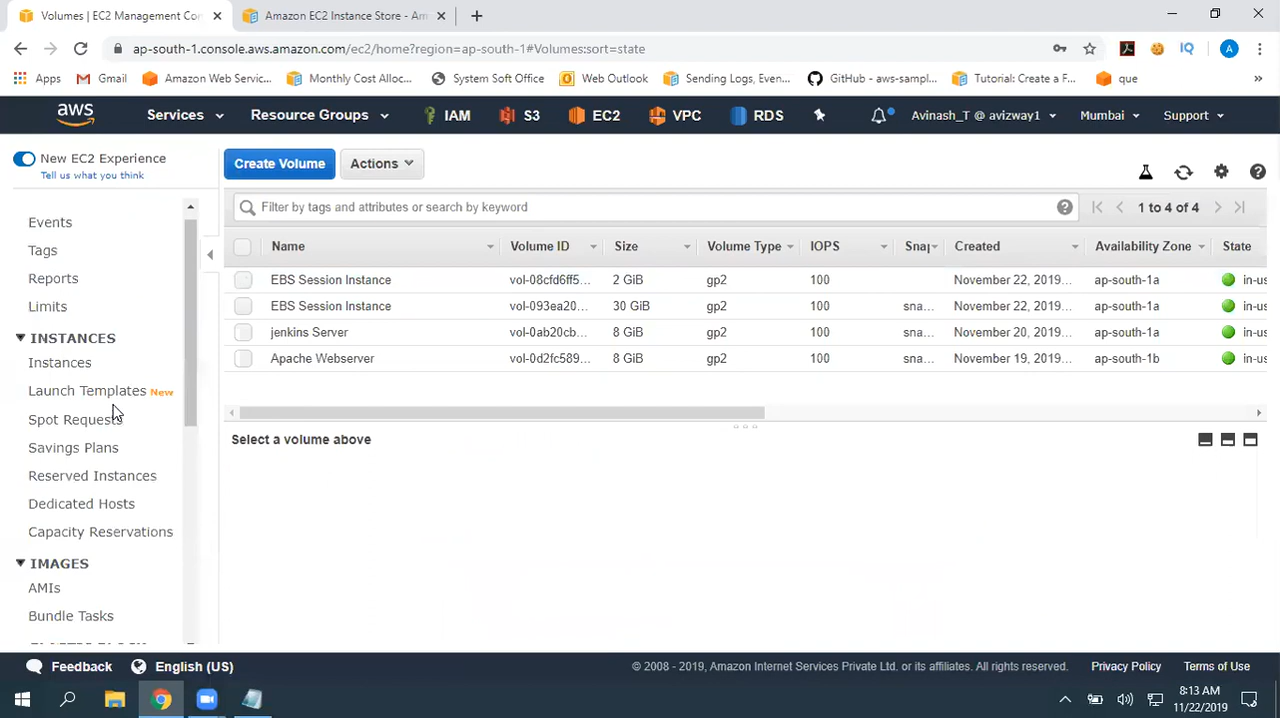 Volumes | EC2 Management Con
Amazon EC2 Instance Store - Am
ap-south-1.console.aws.amazon.com/ec2/home?region=ap-south-1#Volumes:sort=state
Apps
Gmail
Amazon Web Servic...
Monthly Cost Alloc...
System Soft Office
Web Outlook
Sending Logs, Even...
GitHub - aws-sampl...
Tutorial: Create a F...
que
aws
Services
Resource Groups
IAM
S3
EC2
VPC
RDS
Avinash_T @ avizway1
Mumbai
Support
New EC2 Experience
Tell us what you think
Events
Tags
Reports
Limits
INSTANCES
Instances
Launch Templates New
Spot Requests
Savings Plans
Reserved Instances
Dedicated Hosts
Capacity Reservations
IMAGES
AMIs
Bundle Tasks
Create Volume
Actions
Filter by tags and attributes or search by keyword
1 to 4 of 4
Name Volume ID Size Volume Type IOPS Snap Created Availability Zone State
EBS Session Instance vol-08cfd6ff5... 2 GiB gp2 100 November 22, 2019... ap-south-1a in-us
EBS Session Instance vol-093ea20... 30 GiB gp2 100 sna... November 22, 2019... ap-south-1a in-us
jenkins Server vol-0ab20cb... 8 GiB gp2 100 sna... November 20, 2019... ap-south-1a in-us
Apache Webserver vol-0d2fc589... 8 GiB gp2 100 sna... November 19, 2019... ap-south-1b in-us
Select a volume above
Feedback
English (US)
© 2008 - 2019, Amazon Internet Services Private Ltd. or its affiliates. All rights reserved.
Privacy Policy
Terms of Use
8:13 AM
11/22/2019